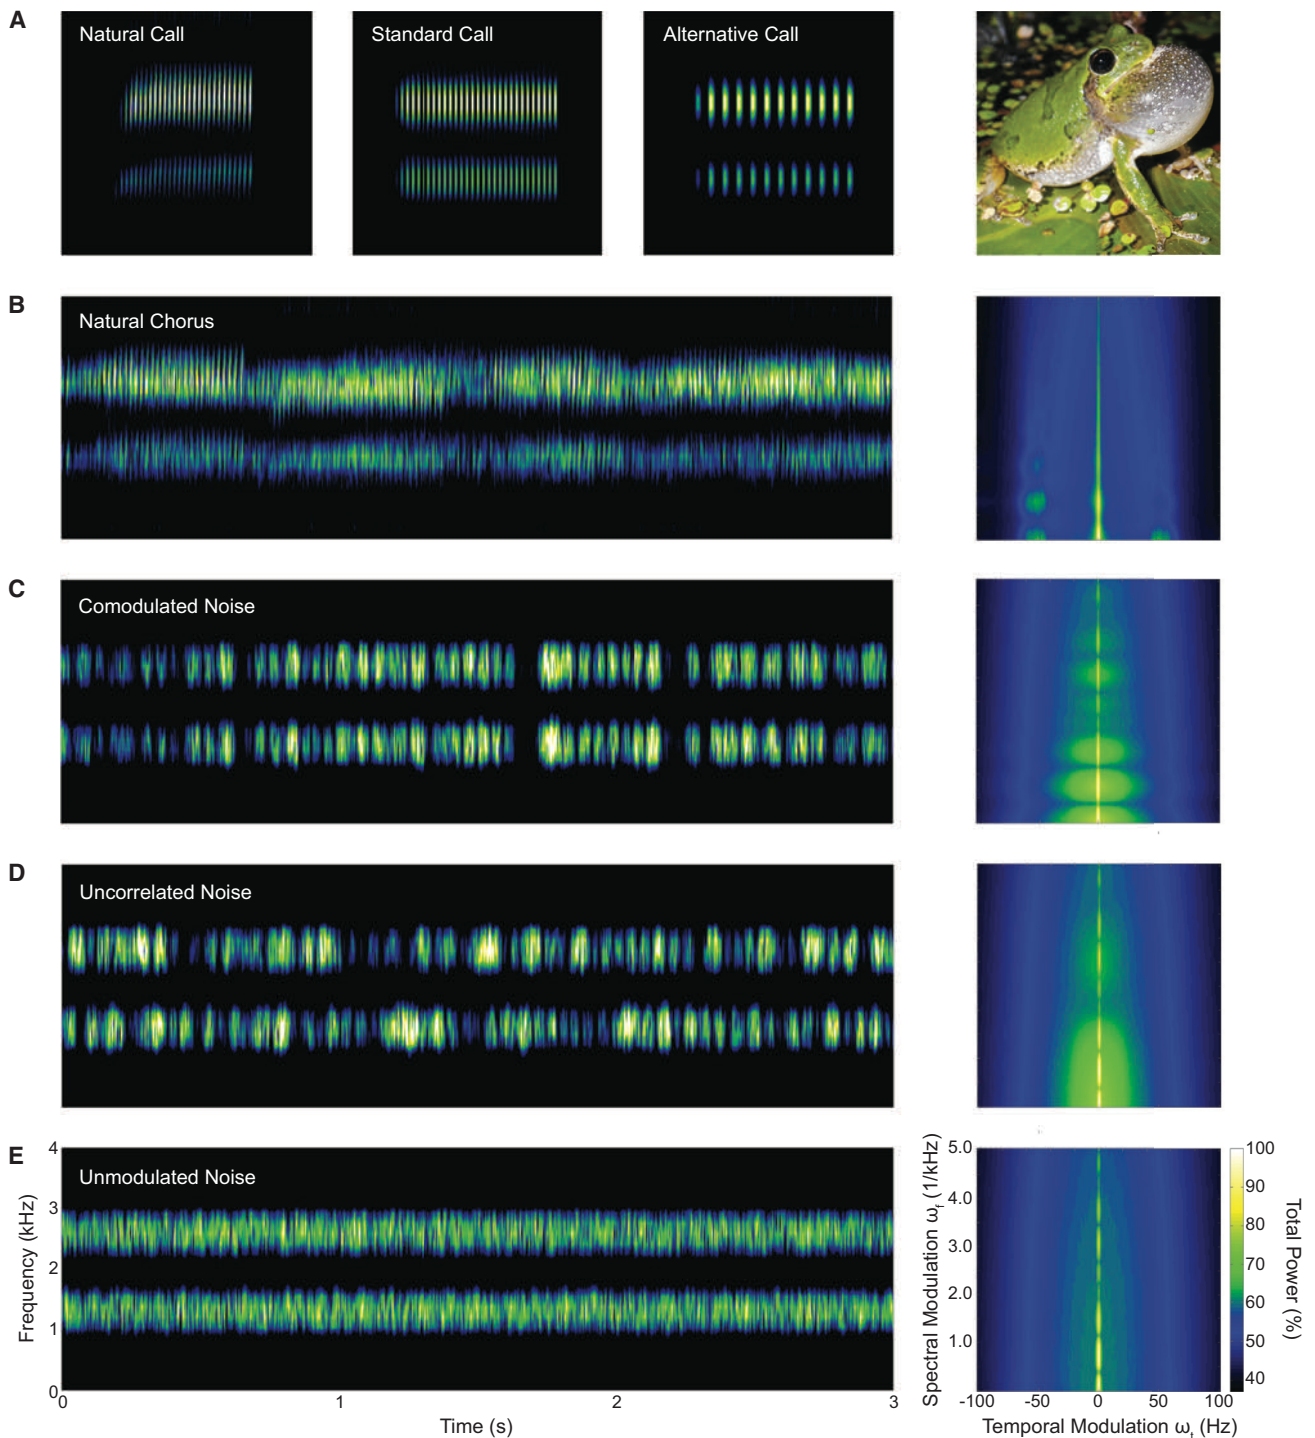 A
Natural Call
Standard Call
Alternative Call
B
Natural Chorus
C
Comodulated Noise
D
Uncorrelated Noise
E
Unmodulated Noise
4
3
2
1
0
Frequency (kHz)
0
1
2
3
Time (s)
Spectral Modulation ωf (1/kHz)
5.0
4.0
3.0
2.0
1.0
-100
-50
0
50
100
Temporal Modulation ωt (Hz)
100
90
80
70
60
50
40
Total Power (%)